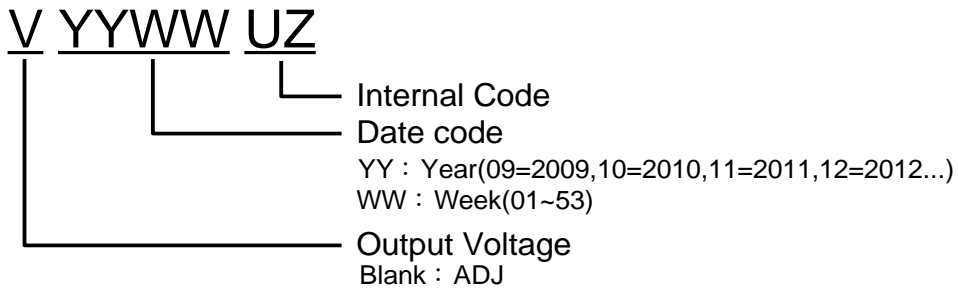 V YYWW UZ
Internal Code
Date code
YY：Year(09=2009,10=2010,11=2011,12=2012...)
WW：Week(01~53)
Output Voltage
Blank：ADJ